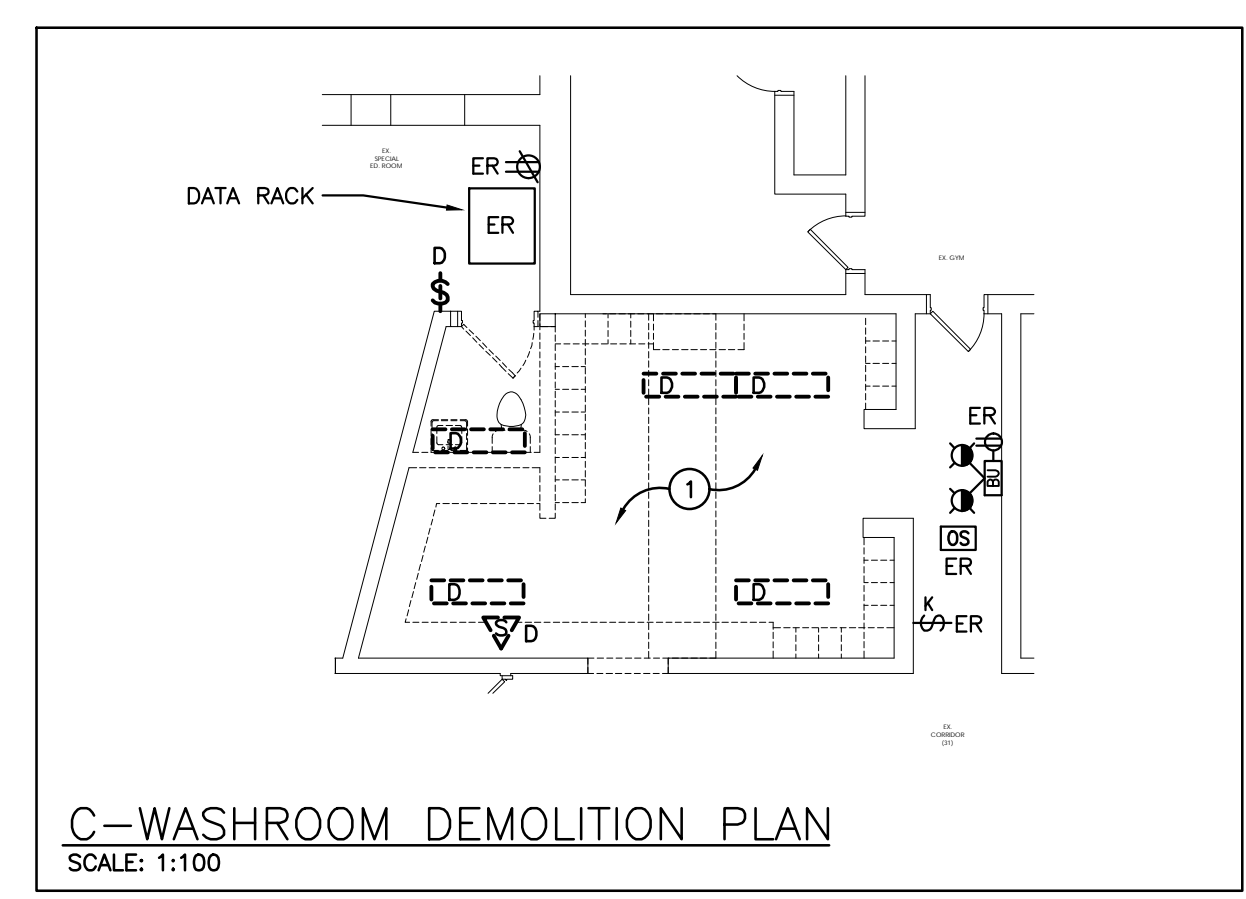 EX.
SPECIAL
ED. ROOM
ER
DATA RACK
ER
D
$
EX. GYM
D
D
D
ER
BU
1
OS
ER
D
D
K
S
ER
S
D
EX.
CORRIDOR
(31)
C-WASHROOM DEMOLITION PLAN
SCALE: 1:100